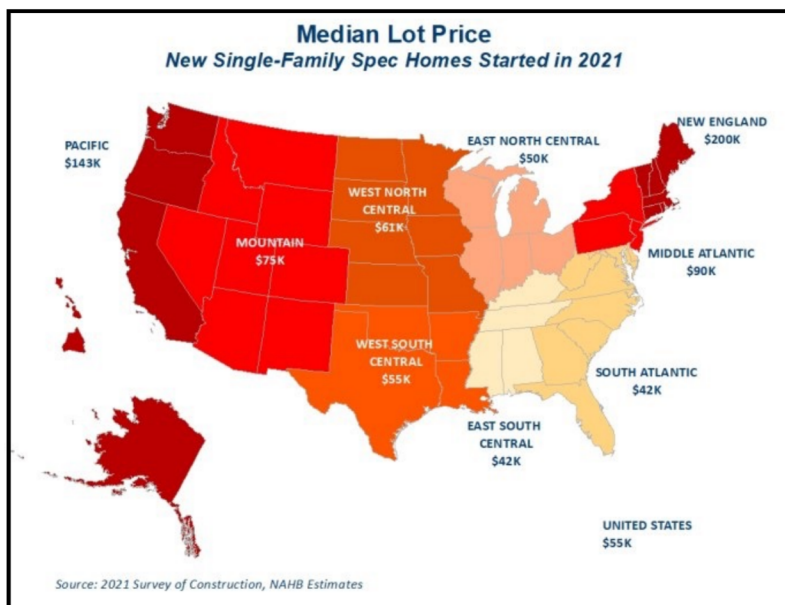 Median Lot Price
New Single-Family Spec Homes Started in 2021
PACIFIC
$143K
MOUNTAIN
$75K
WEST NORTH
CENTRAL
$61K
WEST SOUTH
CENTRAL
$55K
EAST NORTH CENTRAL
$50K
NEW ENGLAND
$200K
MIDDLE ATLANTIC
$90K
SOUTH ATLANTIC
$42K
EAST SOUTH
CENTRAL
$42K
UNITED STATES
$55K
Source: 2021 Survey of Construction, NAHB Estimates